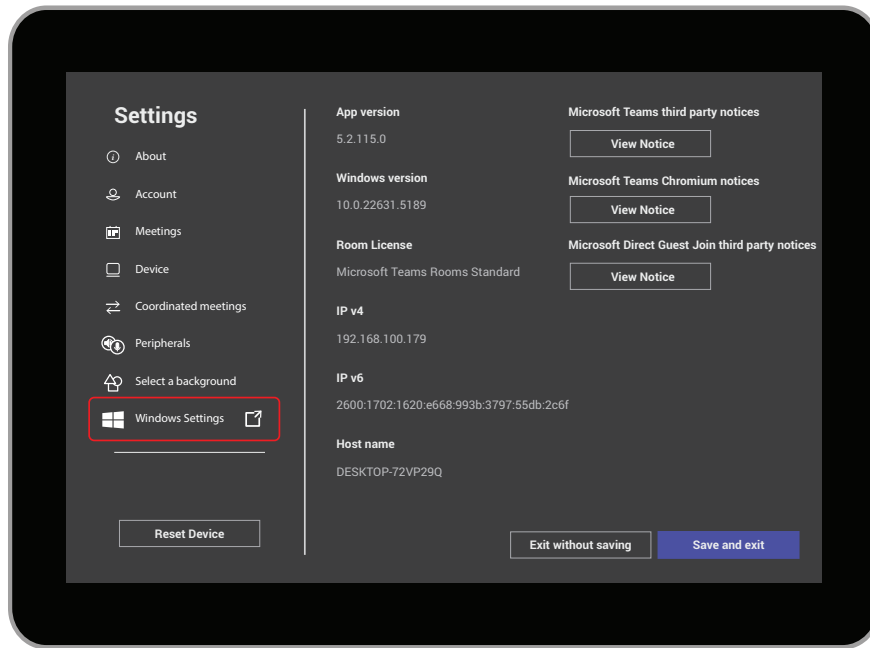 Settings
About
Account
Meetings
Device
Coordinated meetings
Peripherals
Select a background
Windows Settings
Reset Device
App version
5.2.115.0
Windows version
10.0.22631.5189
Room License
Microsoft Teams Rooms Standard
IP v4
192.168.100.179
IP v6
2600:1702:1620:e668:993b:3797:55db:2c6f
Host name
DESKTOP-72VP29Q
Microsoft Teams third party notices
View Notice
Microsoft Teams Chromium notices
View Notice
Microsoft Direct Guest Join third party notices
View Notice
Exit without saving
Save and exit